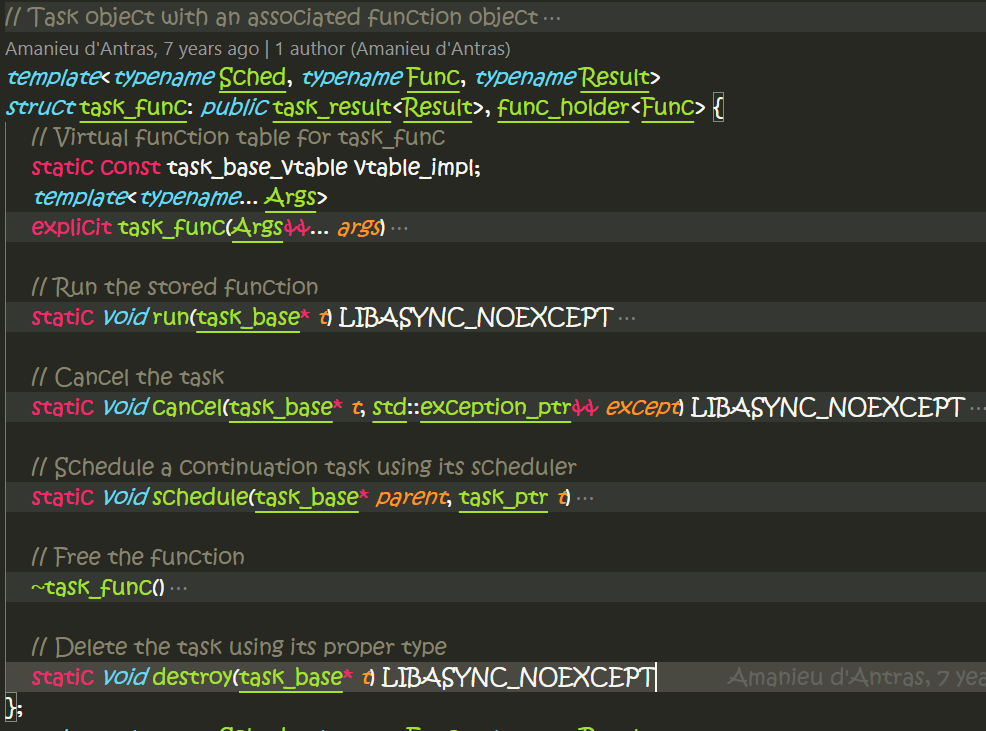 // Task object with an associated function object ...
Amanieu d'Antras, 7 years ago | 1 author (Amanieu d'Antras)
template<typename Sched, typename Func, typename Result>
struct task_func: public task_result<Result>, func_holder<Func> {
// Virtual function table for task_func
static const task_base_vtable vtable_impl;
template<typename... Args>
explicit task_func(Args&&... args) ...
// Run the stored function
static void run(task_base* t) LIBASYNC_NOEXCEPT ...
// Cancel the task
static void cancel(task_base* t, std::exception_ptr&& except) LIBASYNC_NOEXCEPT ...
// Schedule a continuation task using its scheduler
static void schedule(task_base* parent, task_ptr t) ...
// Free the function
~task_func() ...
// Delete the task using its proper type
static void destroy(task_base* t) LIBASYNC_NOEXCEPT Amanieu d'Antras, 7 yea
};